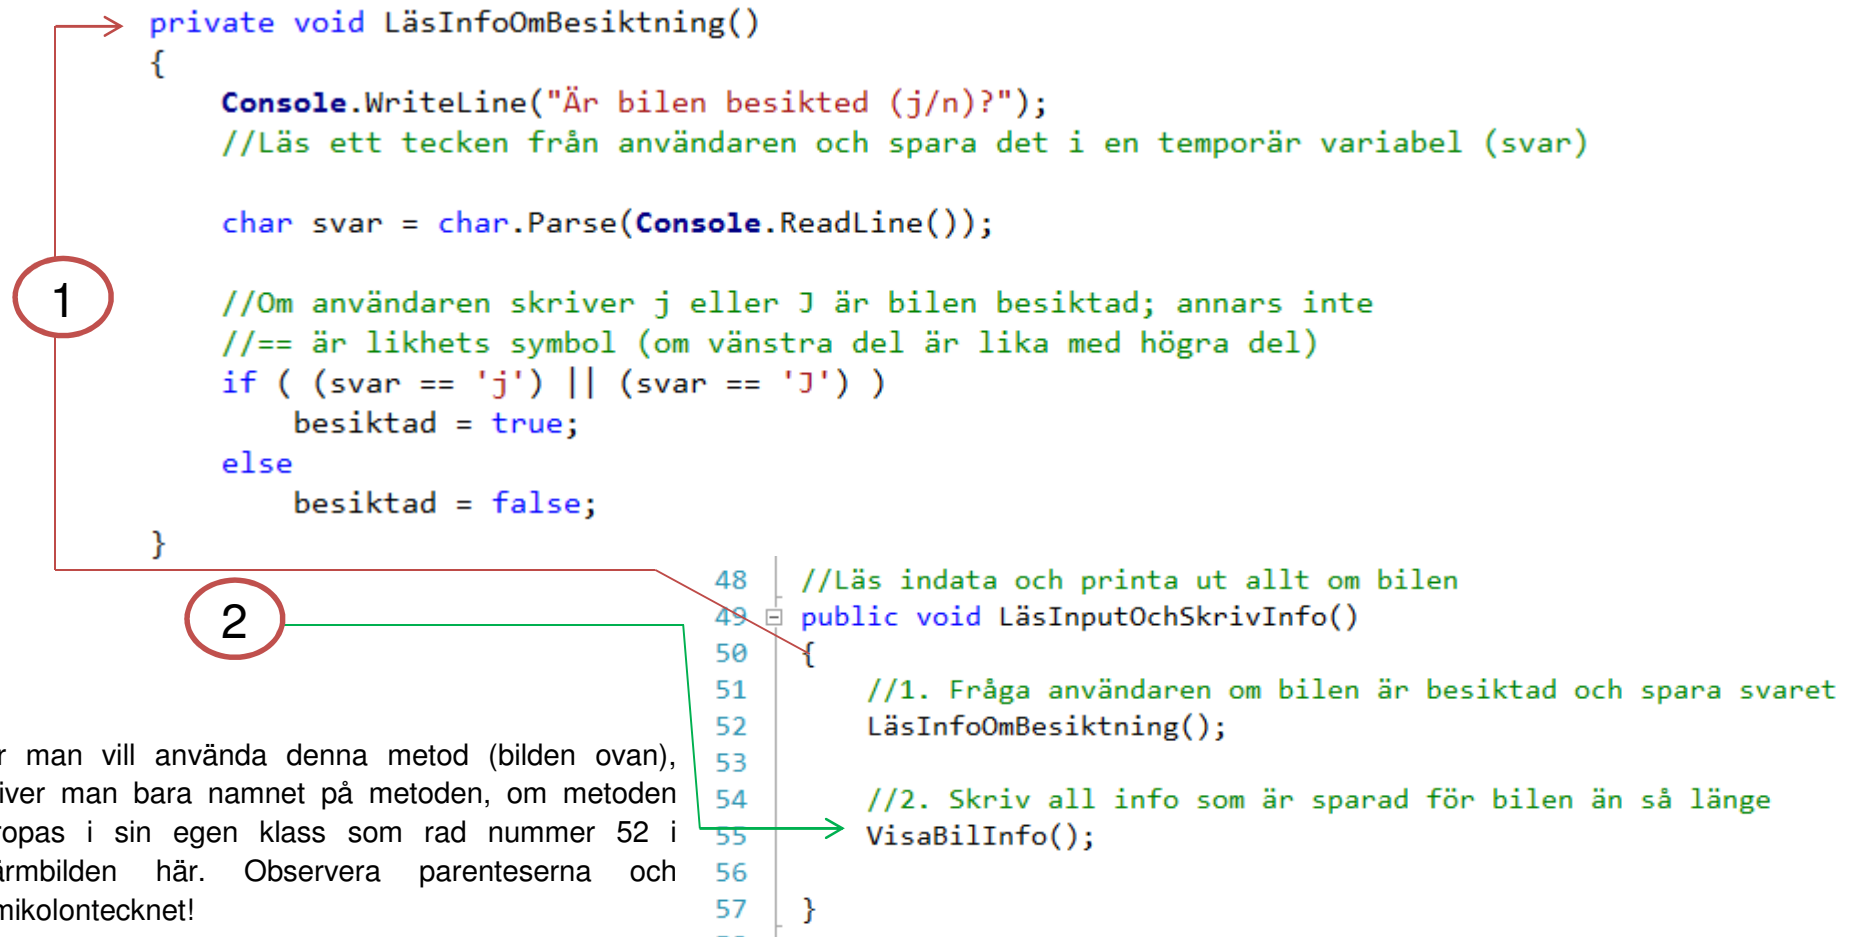 private void LäsInfoOmBesiktning()
{
Console.WriteLine("Är bilen besikted (j/n)?");
//Läs ett tecken från användaren och spara det i en temporär variabel (svar)
char svar = char.Parse(Console.ReadLine());
//Om användaren skriver j eller J är bilen besiktad; annars inte
//== är likhets symbol (om vänstra del är lika med högra del)
if ( (svar == 'j') || (svar == 'J') )
besiktad = true;
else
besiktad = false;
}
1
2
48 //Läs indata och printa ut allt om bilen
49 public void LäsInputOchSkrivInfo()
50 {
51 //1. Fråga användaren om bilen är besiktad och spara svaret
52 LäsInfoOmBesiktning();
53
54 //2. Skriv all info som är sparad för bilen än så länge
55 VisaBilInfo();
56
57 }
r man vill använda denna metod (bilden ovan),
iver man bara namnet på metoden, om metoden
ropas i sin egen klass som rad nummer 52 i
ärmbilden här. Observera parenteserna och
mikolontecknet!